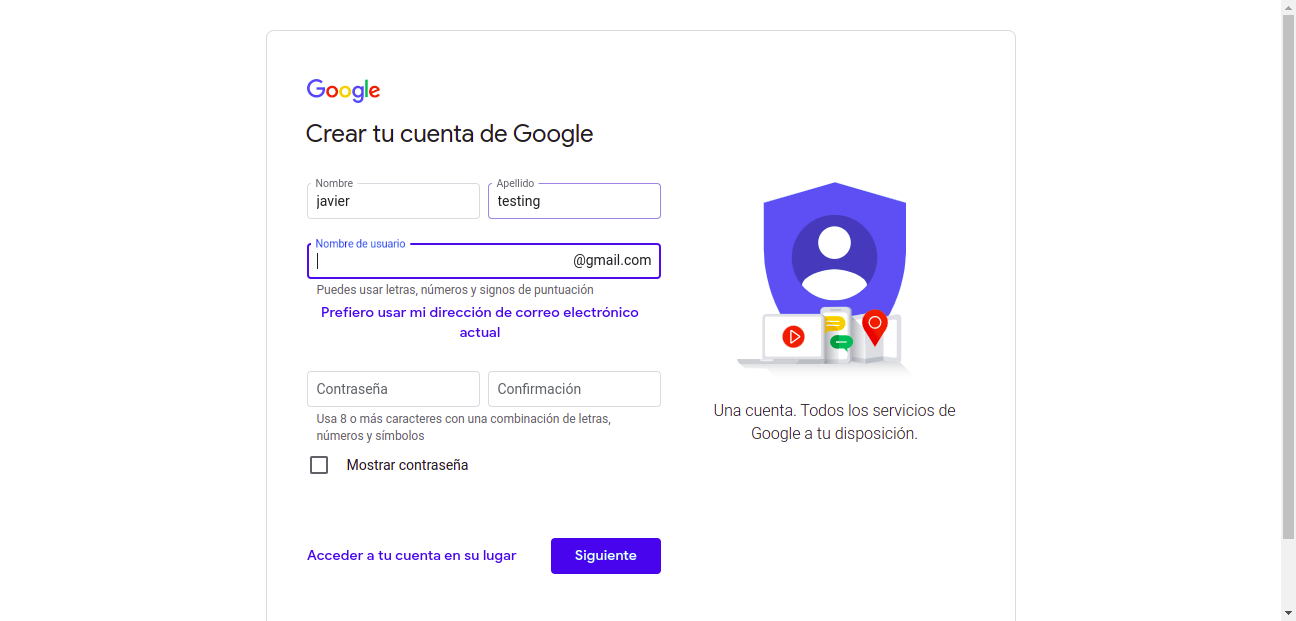 Google
Crear tu cuenta de Google
Nombre
javier
Apellido
testing
Nombre de usuario
@gmail.com
Puedes usar letras, números y signos de puntuación
Prefiero usar mi dirección de correo electrónico
actual
Contraseña
Confirmación
Usa 8 o más caracteres con una combinación de letras,
números y símbolos
Mostrar contraseña
Acceder a tu cuenta en su lugar
Siguiente
Una cuenta. Todos los servicios de
Google a tu disposición.